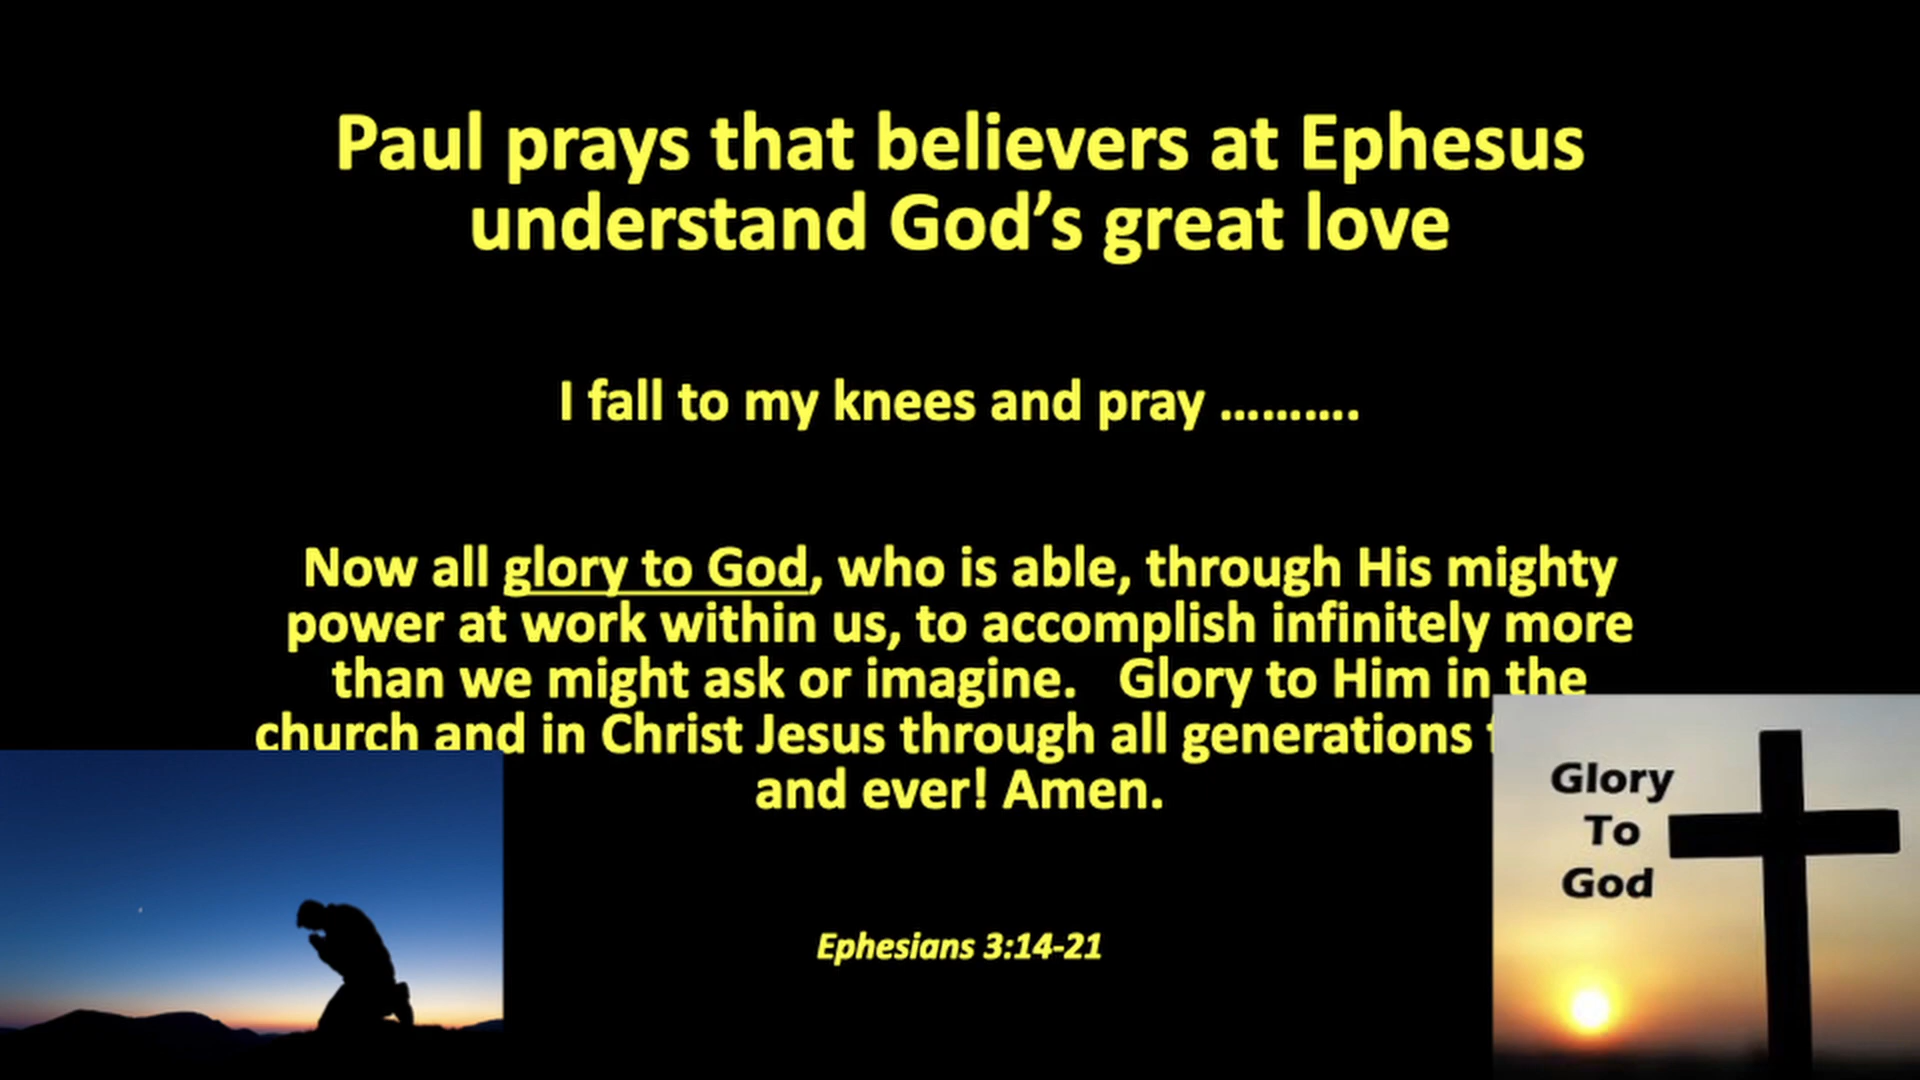 Paul prays that believers at Ephesus
understand God’s great love
I fall to my knees and pray ……….
Now all glory to God, who is able, through His mighty
power at work within us, to accomplish infinitely more
than we might ask or imagine.   Glory to Him in the
church and in Christ Jesus through all generations
and ever! Amen.
Glory
To
God
Ephesians 3:14-21